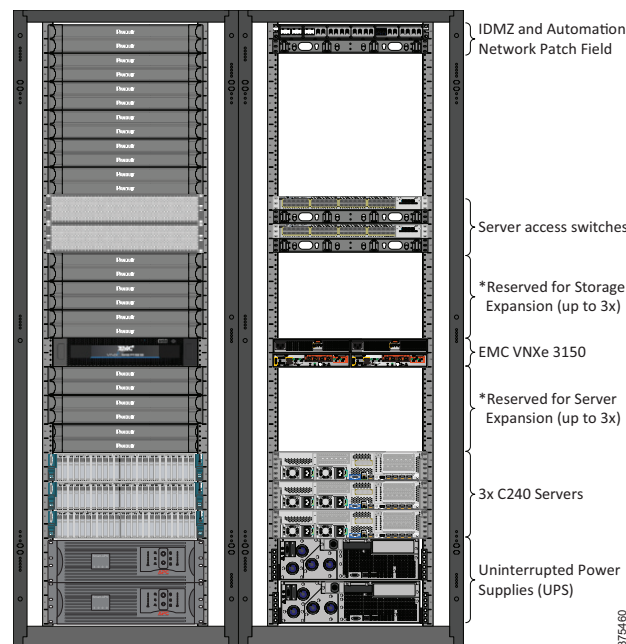 IDMZ and Automation
Network Patch Field
Server access switches
*Reserved for Storage
Expansion (up to 3x)
EMC VNXe 3150
*Reserved for Server
Expansion (up to 3x)
3x C240 Servers
Uninterrupted Power
Supplies (UPS)
375460